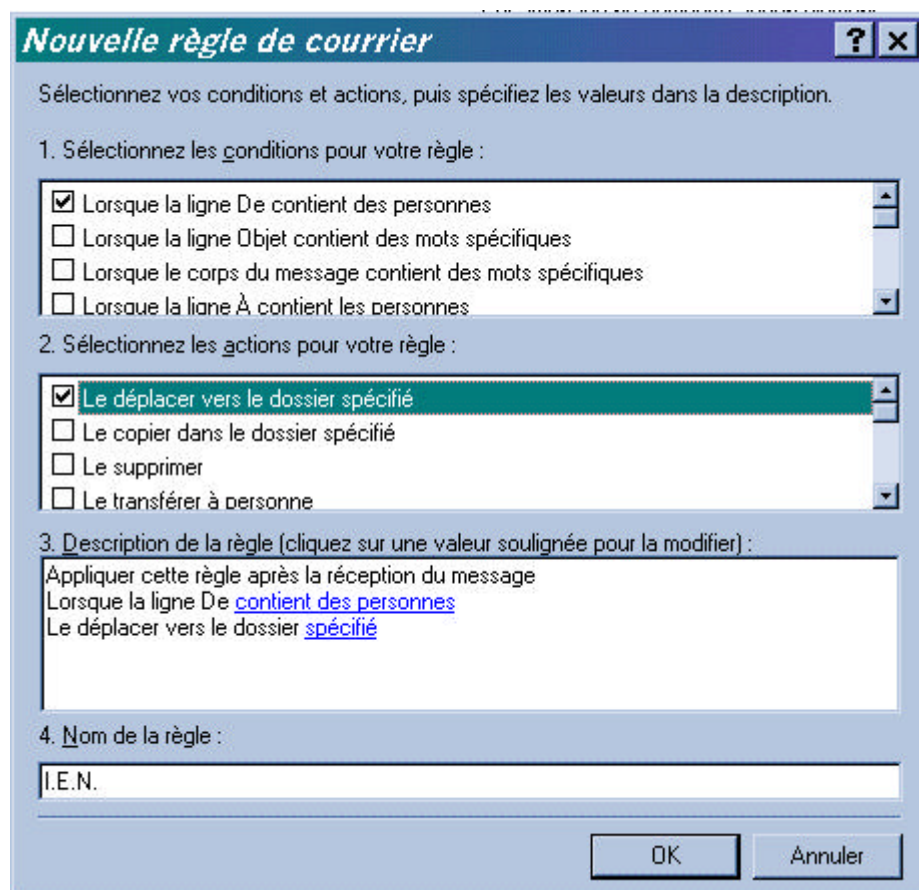 Nouvelle règle de courrier
Sélectionnez vos conditions et actions, puis spécifiez les valeurs dans la description.
1. Sélectionnez les conditions pour votre règle :
Lorsque la ligne De contient des personnes
Lorsque la ligne Objet contient des mots spécifiques
Lorsque le corps du message contient des mots spécifiques
Lorsque la ligne À contient les personnes
2. Sélectionnez les actions pour votre règle :
Le déplacer vers le dossier spécifié
Le copier dans le dossier spécifié
Le supprimer
Le transférer à personne
3. Description de la règle (cliquez sur une valeur soulignée pour la modifier) :
Appliquer cette règle après la réception du message
Lorsque la ligne De contient des personnes
Le déplacer vers le dossier spécifié
4. Nom de la règle :
I.E.N.
OK Annuler